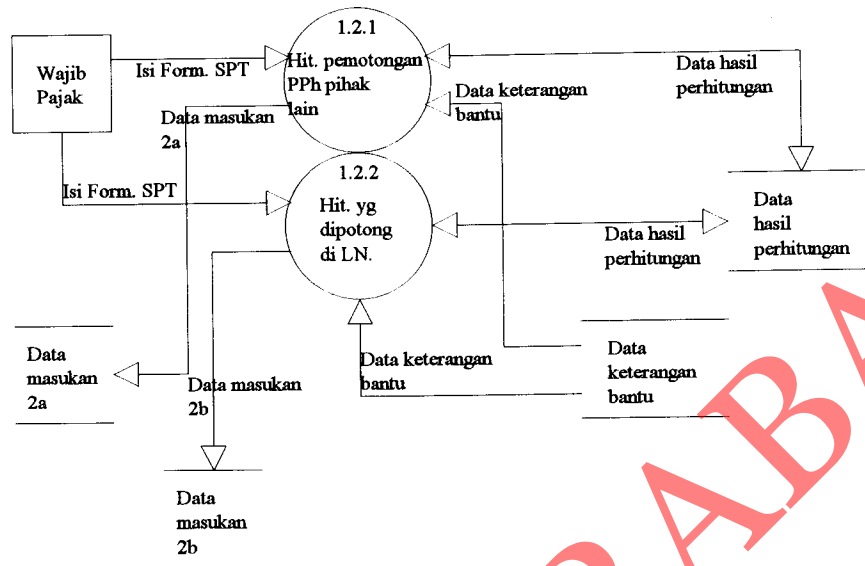 1.2.1
Hit. pemotongan
PPh pihak
lain
Wajib
Pajak
Isi Form. SPT
Data hasil
perhitungan
Data keterangan
bantu
Data masukan
2a
1.2.2
Hit. yg
dipotong
di LN.
Isi Form. SPT
Data hasil
perhitungan
Data
hasil
perhitungan
Data
masukan
2a
Data masukan
2b
Data keterangan
bantu
Data
keterangan
bantu
Data
masukan
2b